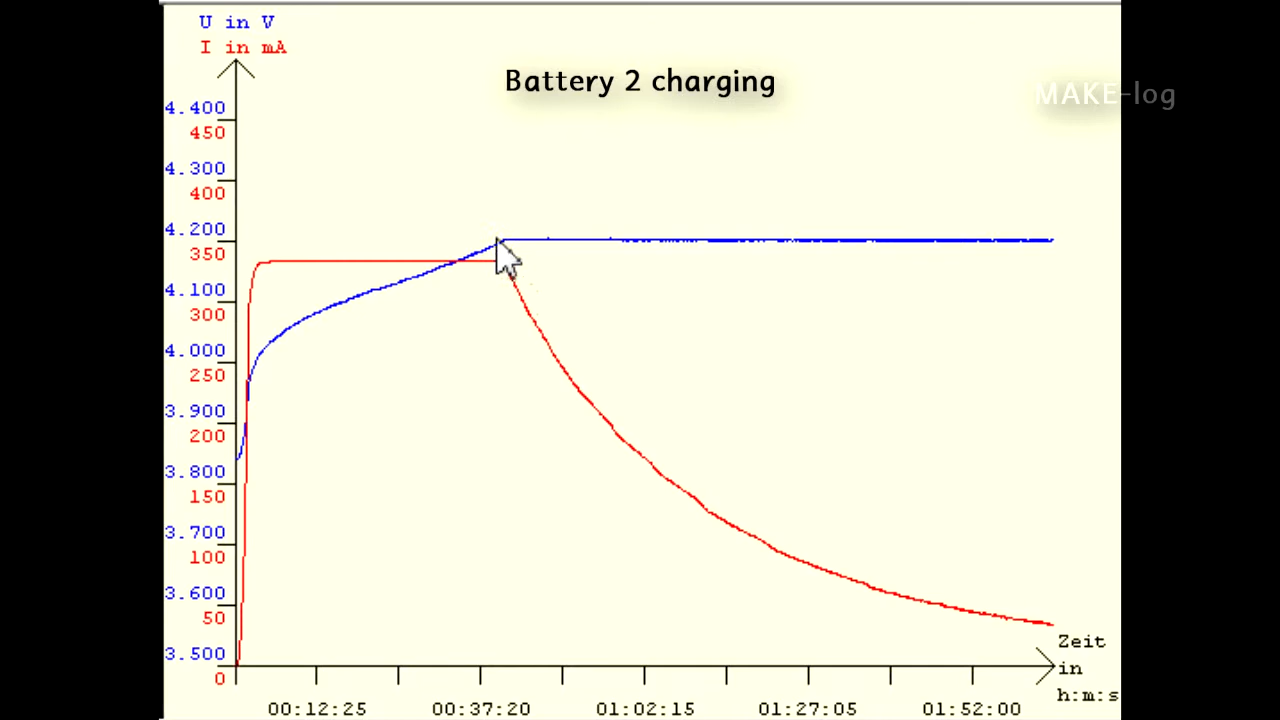 U in V
I in mA
Battery 2 charging
MAKE-log
4.400
450
4.300
400
4.200
350
4.100
300
4.000
250
3.900
200
3.800
150
3.700
100
3.600
50
3.500
0
Zeit
in
h:m:s
00:12:25 00:37:20 01:02:15 01:27:05 01:52:00